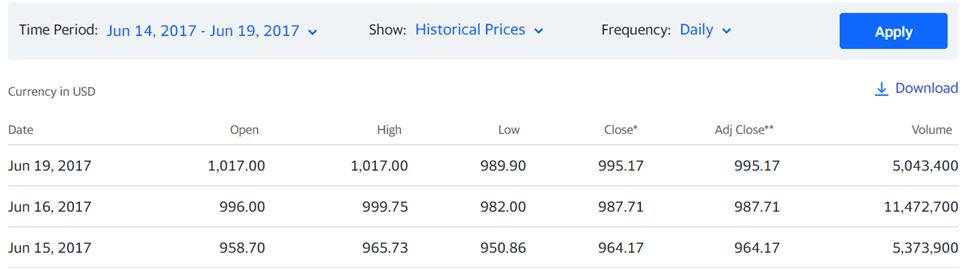 Time Period: Jun 14, 2017 - Jun 19, 2017 Show: Historical Prices Frequency: Daily Apply
Currency in USD Download
Date Open High Low Close* Adj Close** Volume
Jun 19, 2017 1,017.00 1,017.00 989.90 995.17 995.17 5,043,400
Jun 16, 2017 996.00 999.75 982.00 987.71 987.71 11,472,700
Jun 15, 2017 958.70 965.73 950.86 964.17 964.17 5,373,900